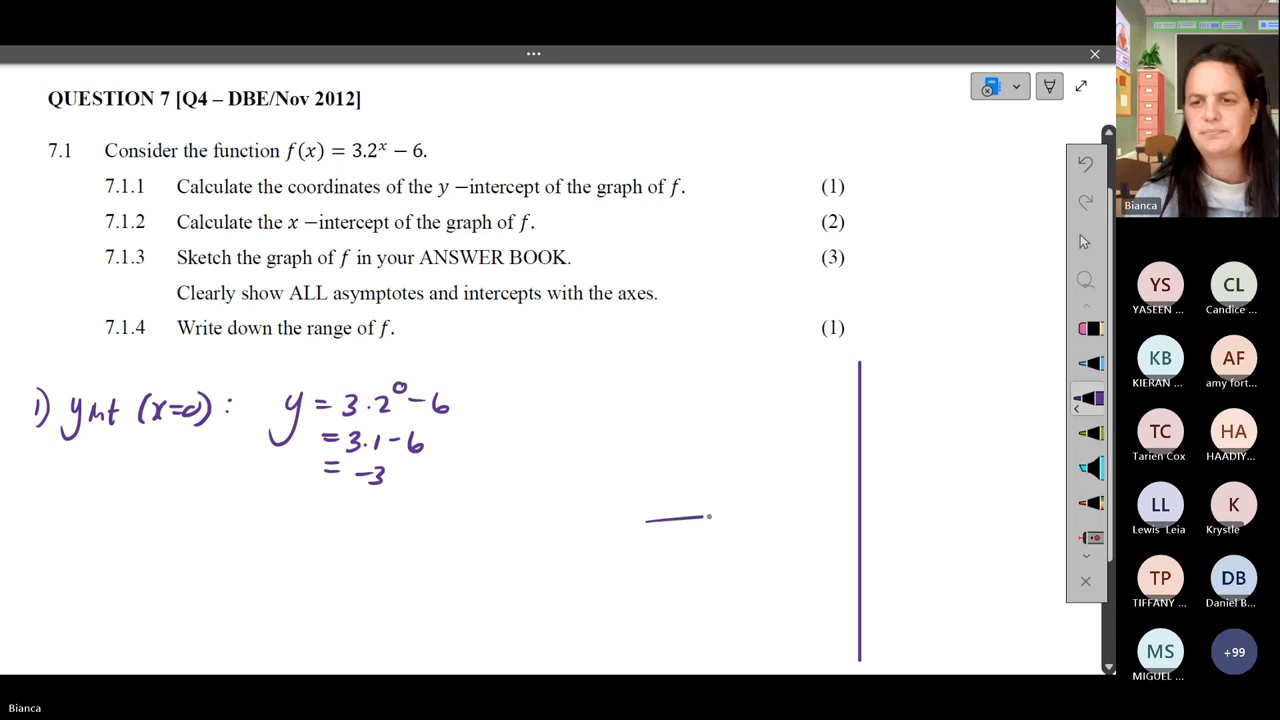 QUESTION 7 [Q4 – DBE/Nov 2012]
7.1 Consider the function f(x) = 3.2ˣ − 6.
7.1.1 Calculate the coordinates of the y −intercept of the graph of f. (1)
7.1.2 Calculate the x −intercept of the graph of f. (2)
7.1.3 Sketch the graph of f in your ANSWER BOOK. (3)
Clearly show ALL asymptotes and intercepts with the axes.
7.1.4 Write down the range of f. (1)
1) y int (x=0) : y = 3.2⁰ − 6
= 3.1 − 6
= −3
Bianca
YS CL
YASEEN ... Candice ...
KB AF
KIERAN ... amy fort...
TC HA
Tarien Cox HAADIY...
LL K
Lewis Leia Krystle
TP DB
TIFFANY ... Daniel B...
MS +99
MIGUEL ...
Bianca